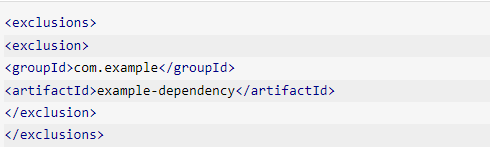 <exclusions>
<exclusion>
<groupId>com.example</groupId>
<artifactId>example-dependency</artifactId>
</exclusion>
</exclusions>